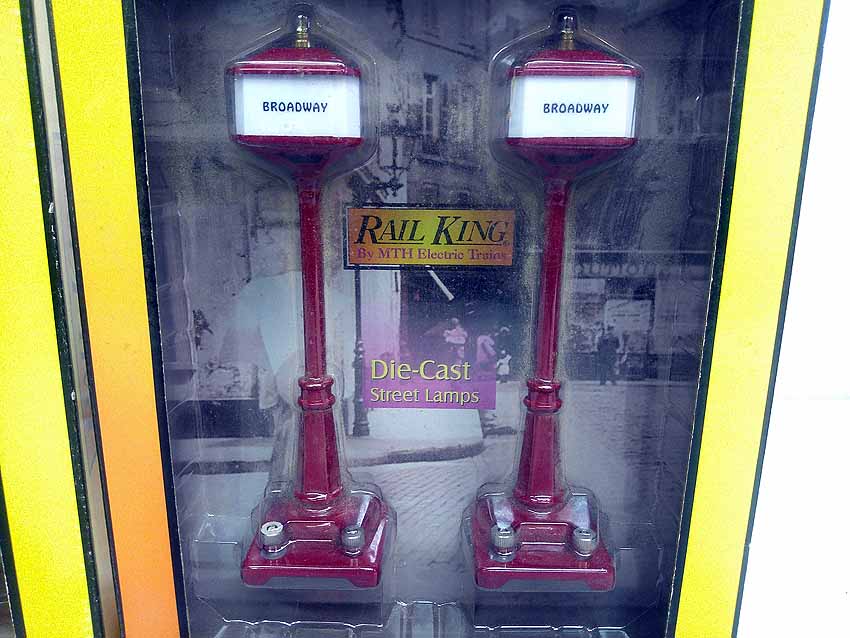 BROADWAY
BROADWAY
RAIL KING
By MTH Electric Trains
Die-Cast
Street Lamps